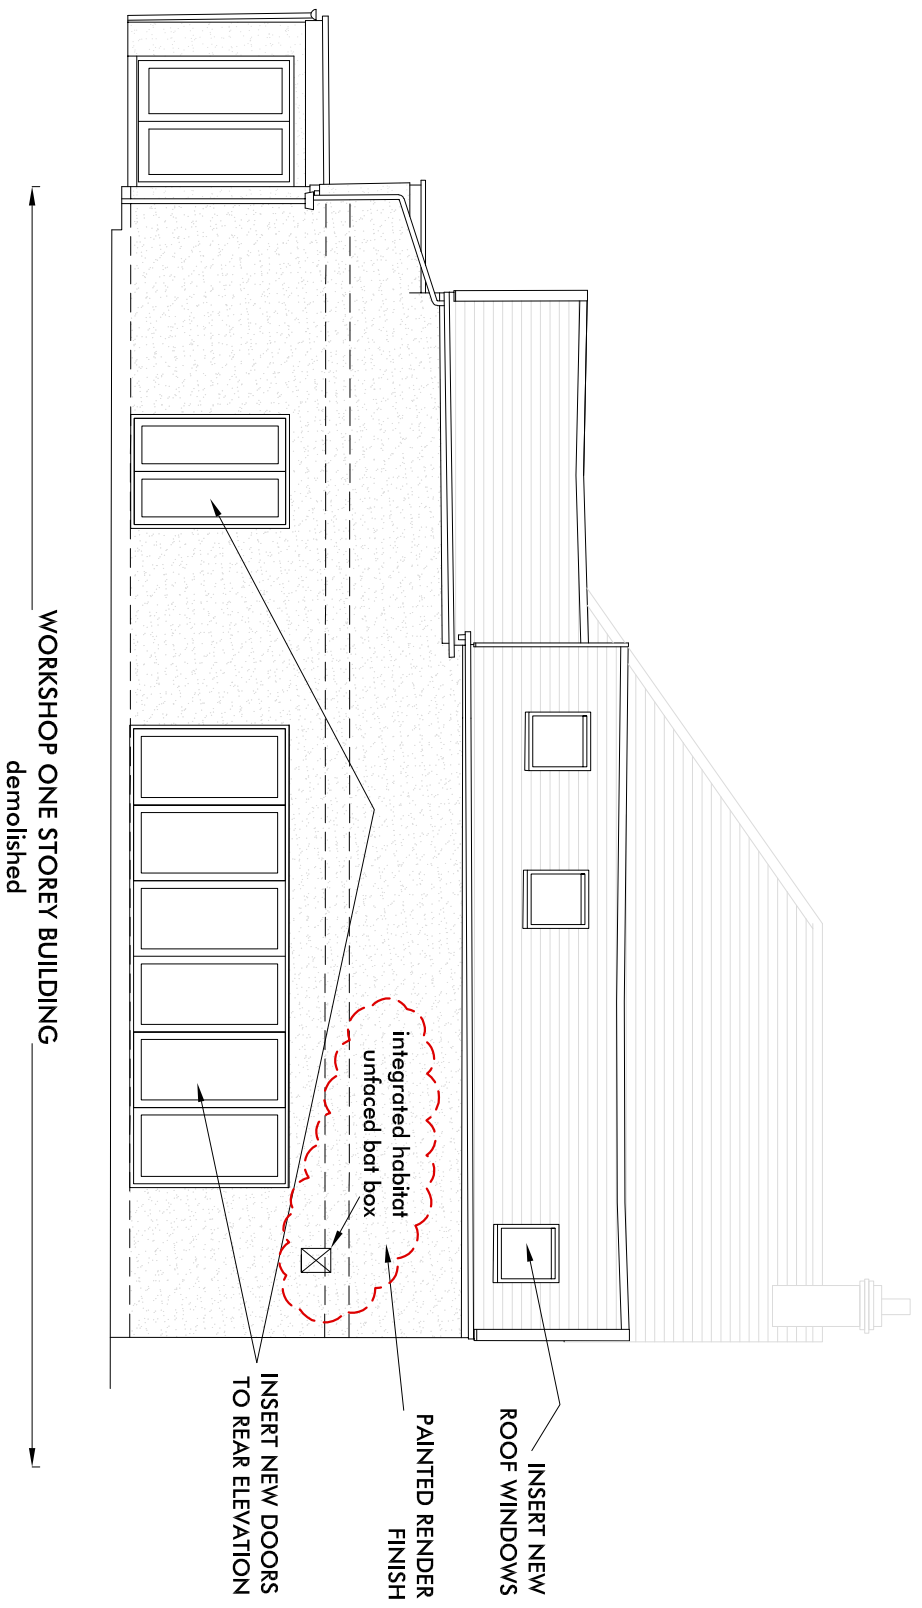 INSERT NEW
ROOF WINDOWS
PAINTED RENDER
FINISH
integrated habitat
unfaced bat box
INSERT NEW DOORS
TO REAR ELEVATION
WORKSHOP ONE STOREY BUILDING
demolished